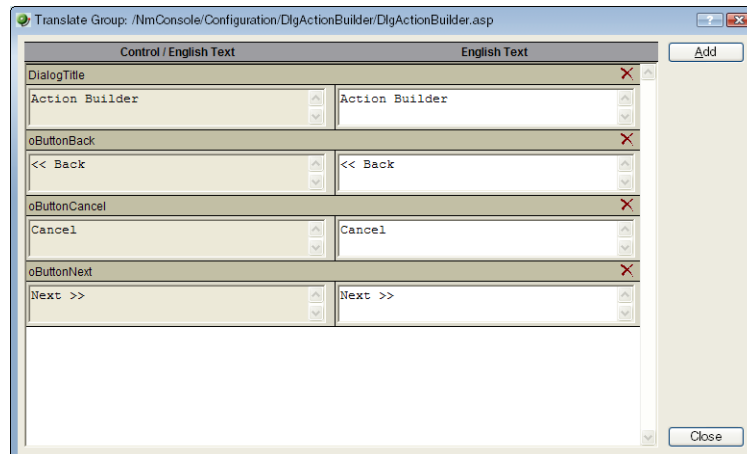 Translate Group: /NmConsole/Configuration/DlgActionBuilder/DlgActionBuilder.asp
Control / English Text English Text
Add
DialogTitle
Action Builder Action Builder
oButtonBack
<< Back << Back
oButtonCancel
Cancel Cancel
oButtonNext
Next >> Next >>
Close